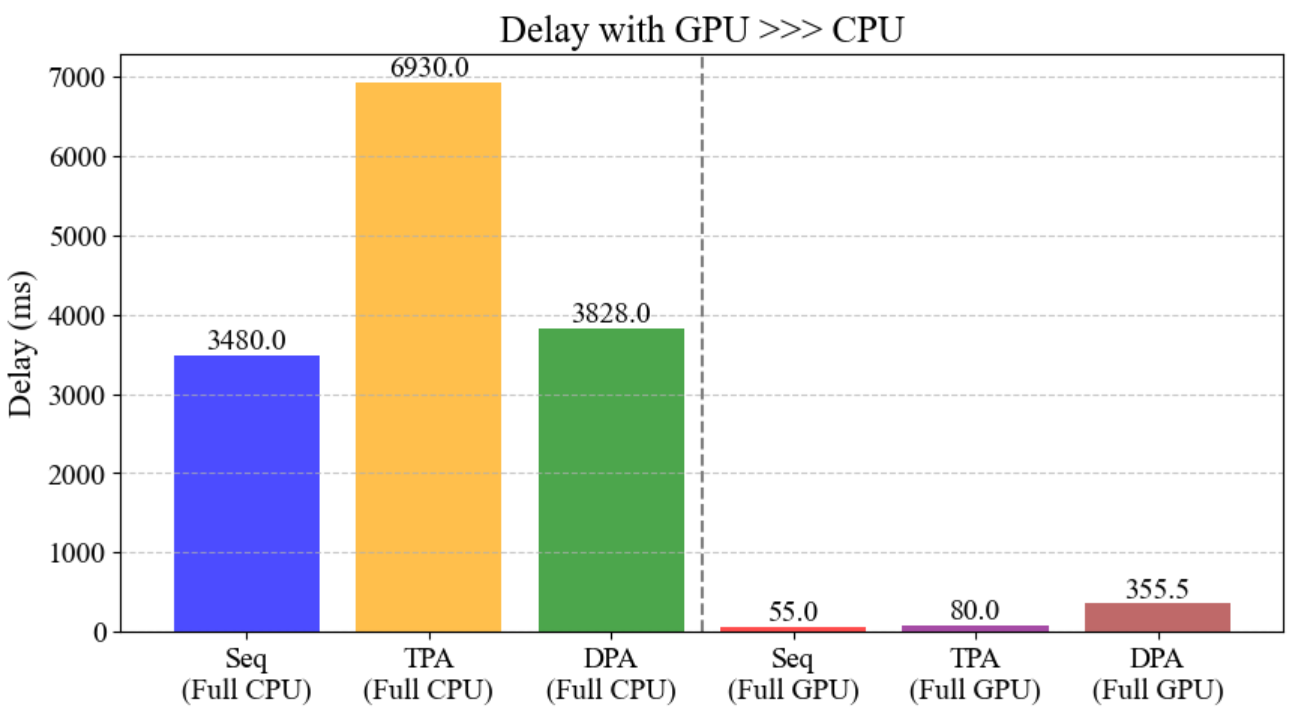 Delay with GPU >>> CPU
Delay (ms)
7000
6000
5000
4000
3000
2000
1000
0
3480.0
6930.0
3828.0
55.0
80.0
355.5
Seq
(Full CPU)
TPA
(Full CPU)
DPA
(Full CPU)
Seq
(Full GPU)
TPA
(Full GPU)
DPA
(Full GPU)